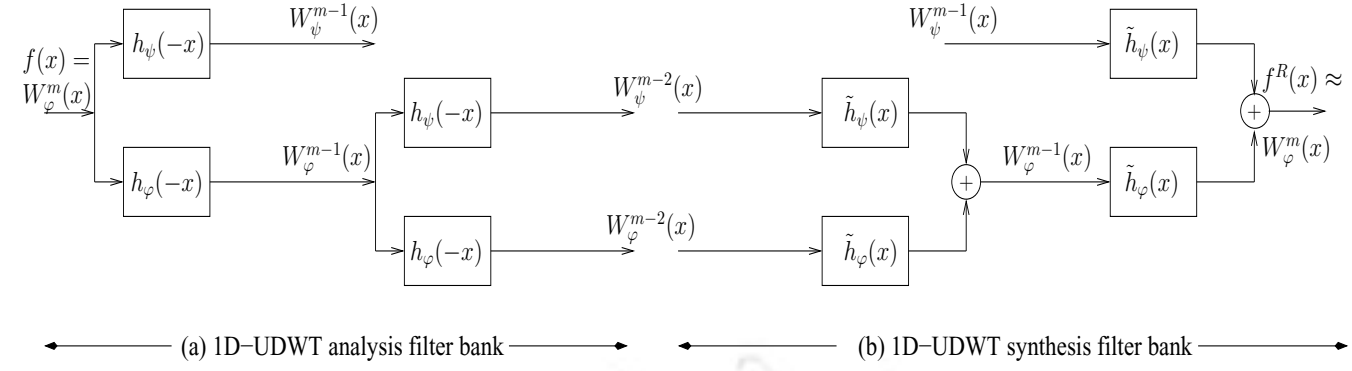 f(x) =
W_φ^m(x)
h_ψ(−x)
W_ψ^{m−1}(x)
h_φ(−x)
W_φ^{m−1}(x)
h_ψ(−x)
W_ψ^{m−2}(x)
h_φ(−x)
W_φ^{m−2}(x)
(a) 1D−UDWT analysis filter bank
W_ψ^{m−1}(x)
h̃_ψ(x)
h̃_ψ(x)
+
W_φ^{m−1}(x)
h̃_φ(x)
h̃_φ(x)
+
f^R(x) ≈
W_φ^m(x)
(b) 1D−UDWT synthesis filter bank